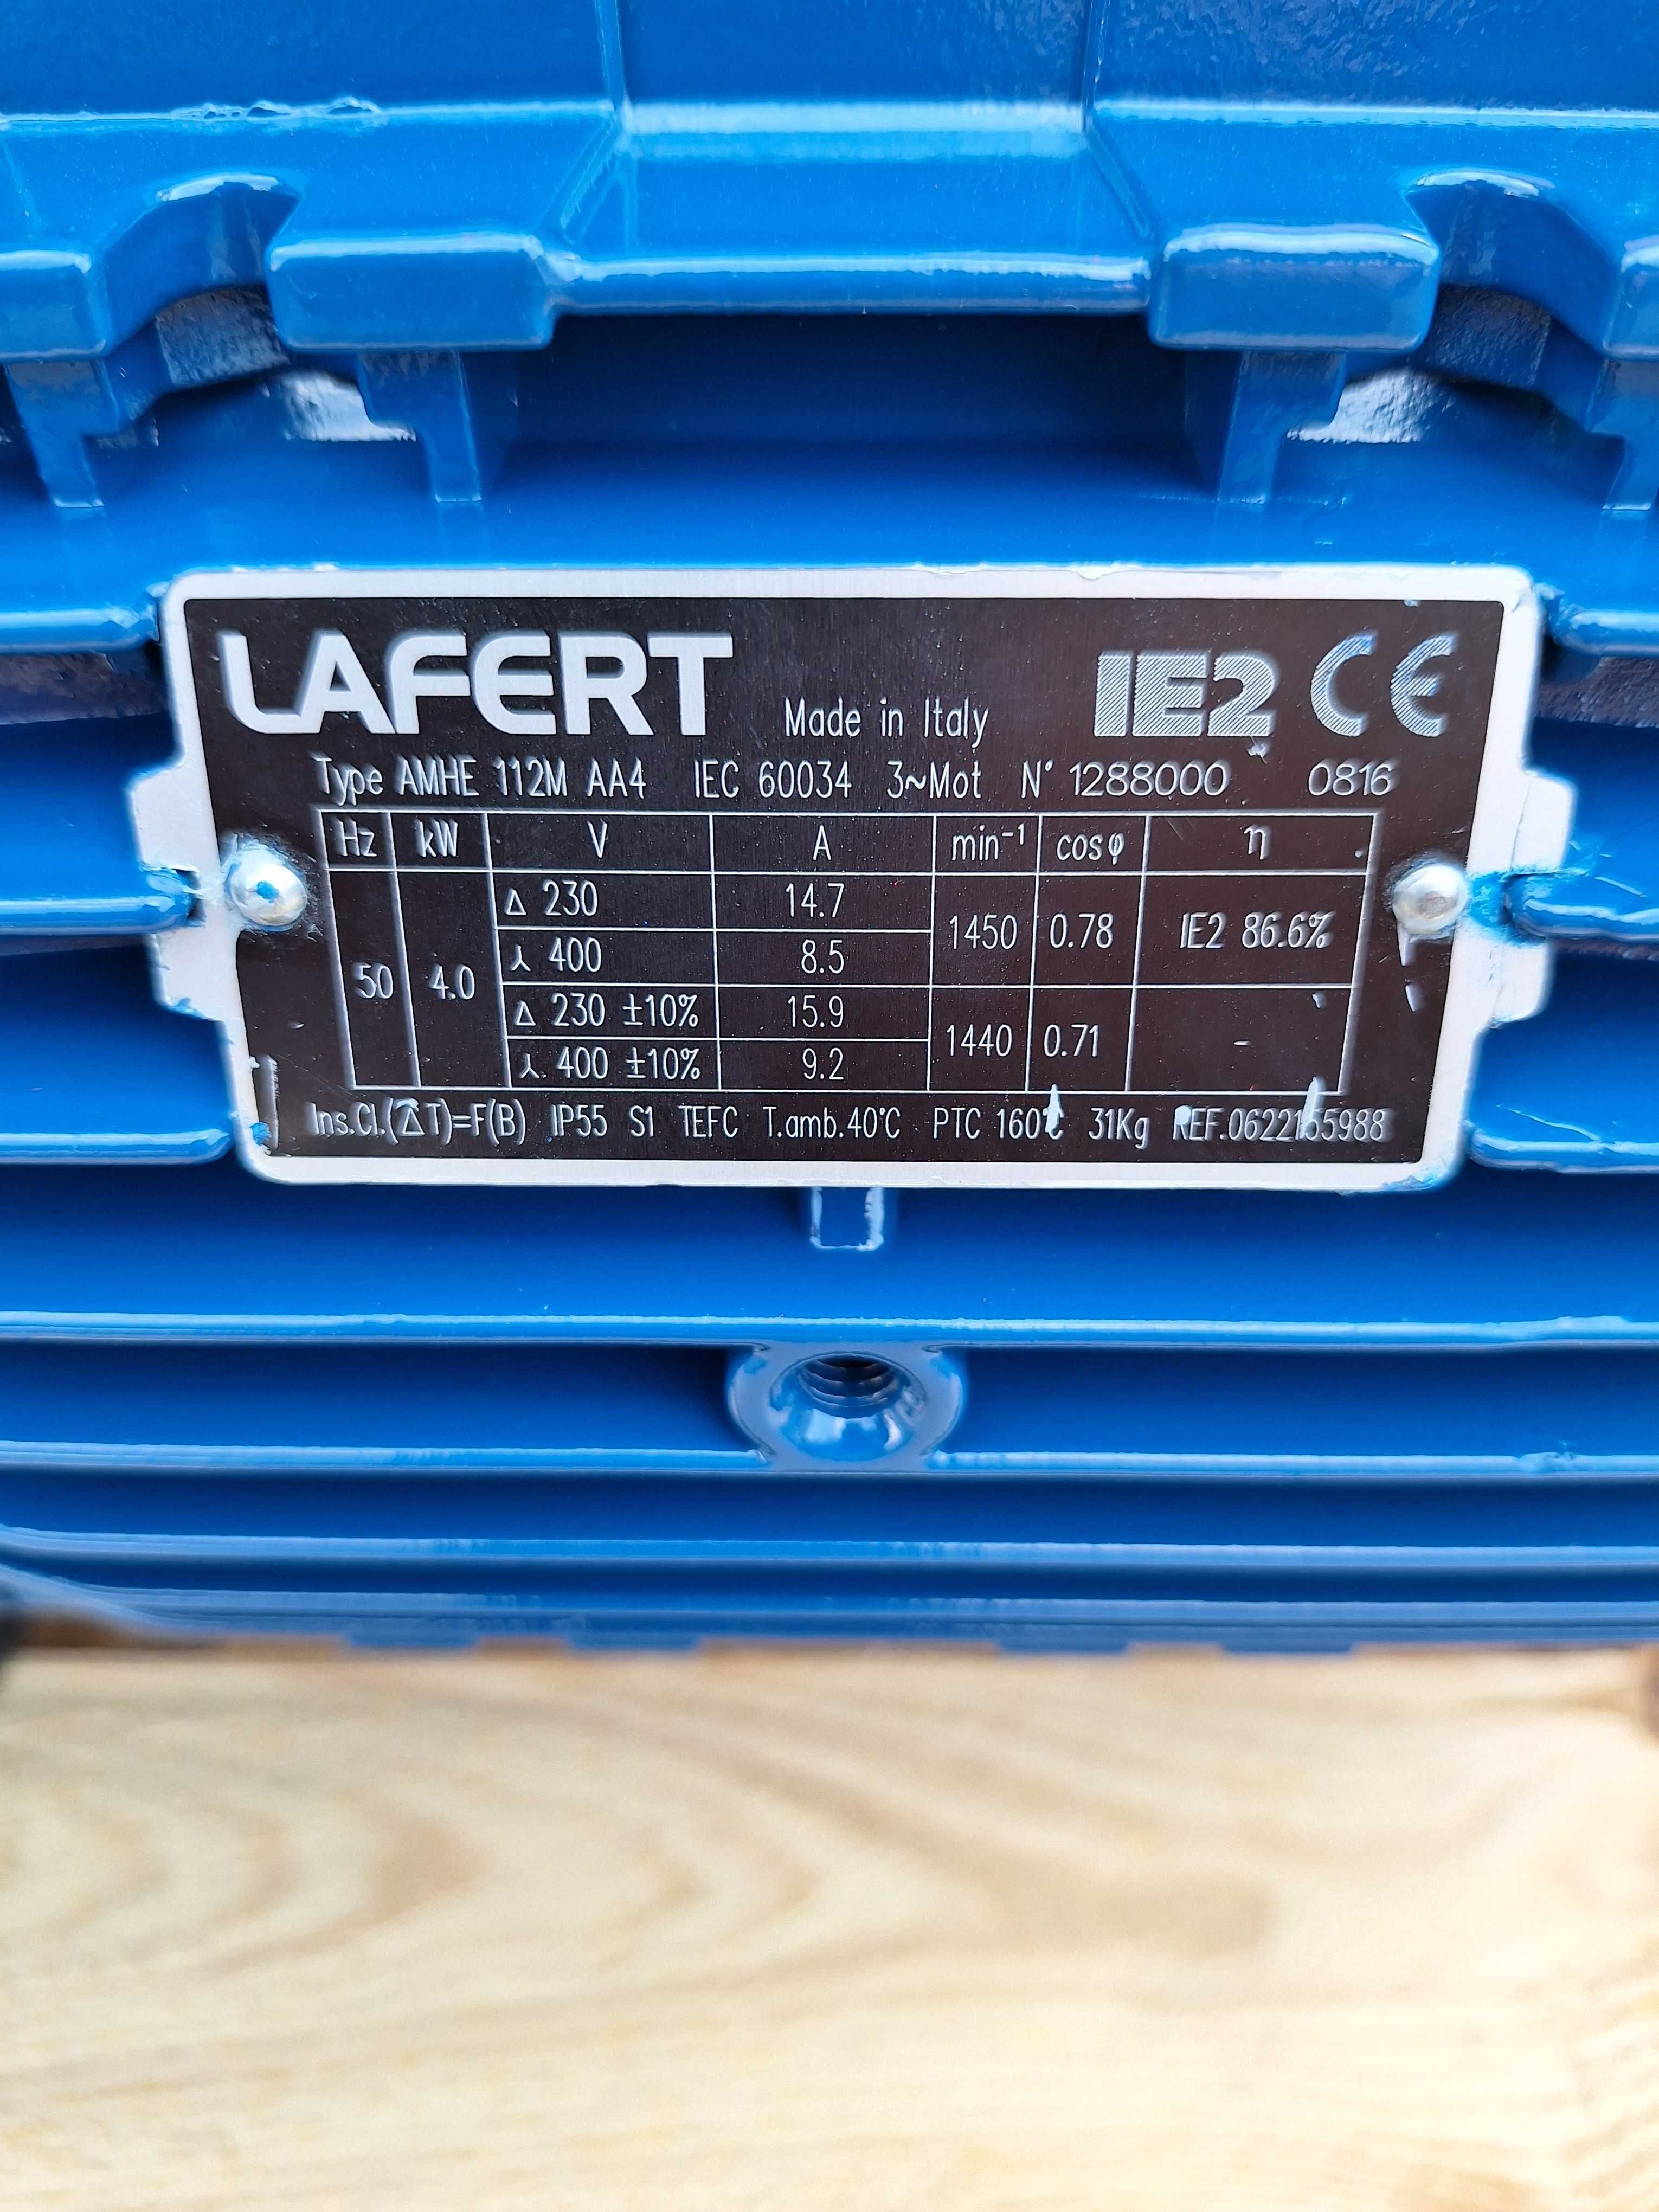 LAFERT Made in Italy IE2 CE
Type AMHE 112M AA4 IEC 60034 3~Mot N° 1288000 0816
Hz kW V A min⁻¹ cosφ η
50 4.0 Δ 230 14.7 1450 0.78 IE2 86.6%
⅄ 400 8.5
Δ 230 ±10% 15.9 1440 0.71 -
⅄ 400 ±10% 9.2
Ins.Cl.(ΔT)=F(B) IP55 S1 TEFC T.amb.40°C PTC 160°C 31Kg REF.0622155988